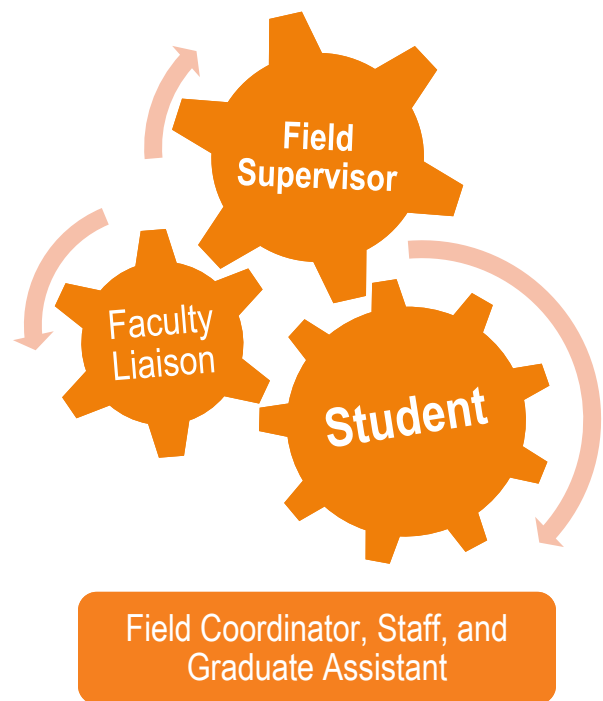 Field
Supervisor
Faculty
Liaison
Student
Field Coordinator, Staff, and
Graduate Assistant